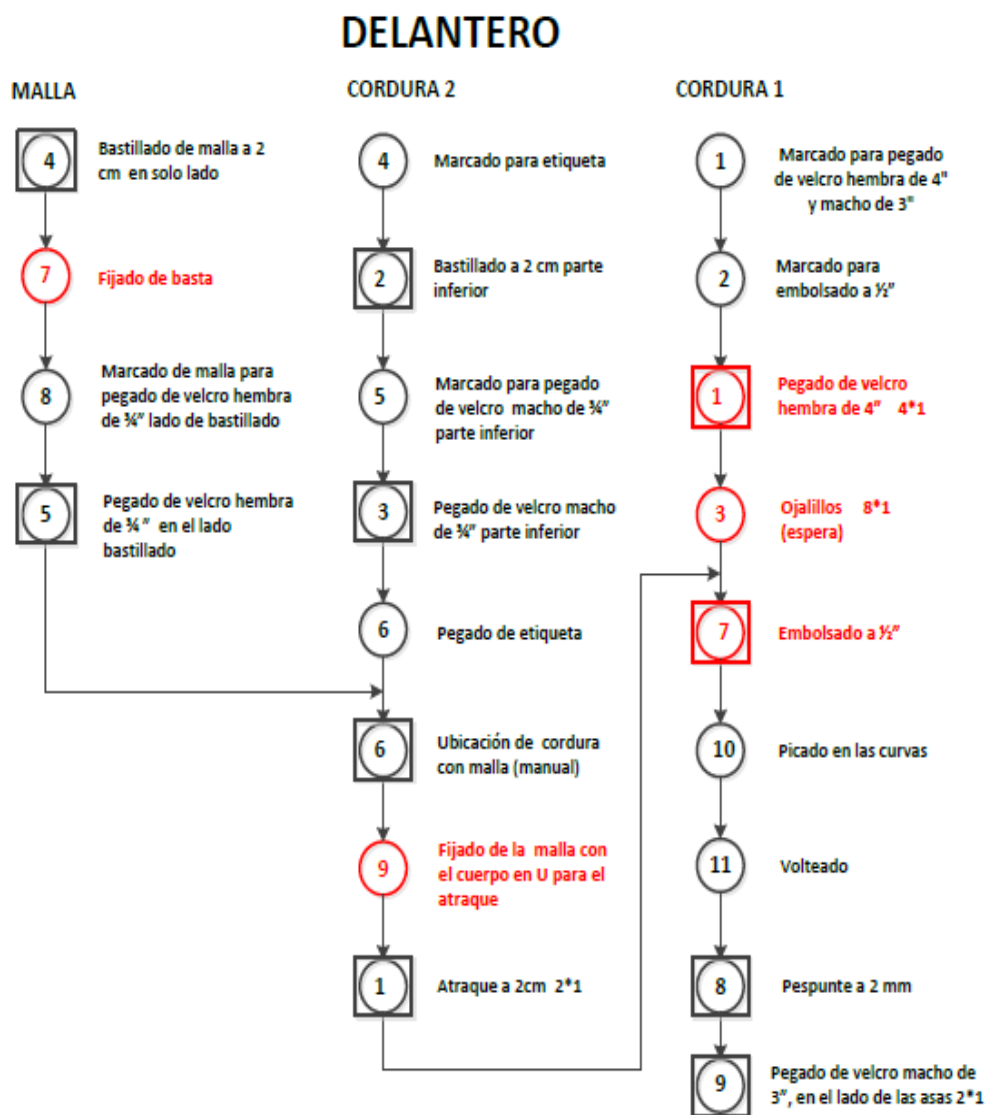 DELANTERO
MALLA
4
Bastillado de malla a 2
cm en solo lado
7
Fijado de basta
8
Marcado de malla para
pegado de velcro hembra
de ¾" lado de bastillado
5
Pegado de velcro hembra
de ¾ " en el lado
bastillado
CORDURA 2
4
Marcado para etiqueta
2
Bastillado a 2 cm parte
inferior
5
Marcado para pegado
de velcro macho de ¾"
parte inferior
3
Pegado de velcro macho
de ¾" parte inferior
6
Pegado de etiqueta
6
Ubicación de cordura
con malla (manual)
9
Fijado de la malla con
el cuerpo en U para el
atraque
1
Atraque a 2cm 2*1
CORDURA 1
1
Marcado para pegado
de velcro hembra de 4"
y macho de 3"
2
Marcado para
embolsado a ½"
1
Pegado de velcro
hembra de 4" 4*1
3
Ojalillos 8*1
(espera)
7
Embolsado a ½"
10
Picado en las curvas
11
Volteado
8
Pespunte a 2 mm
9
Pegado de velcro macho de
3", en el lado de las asas 2*1